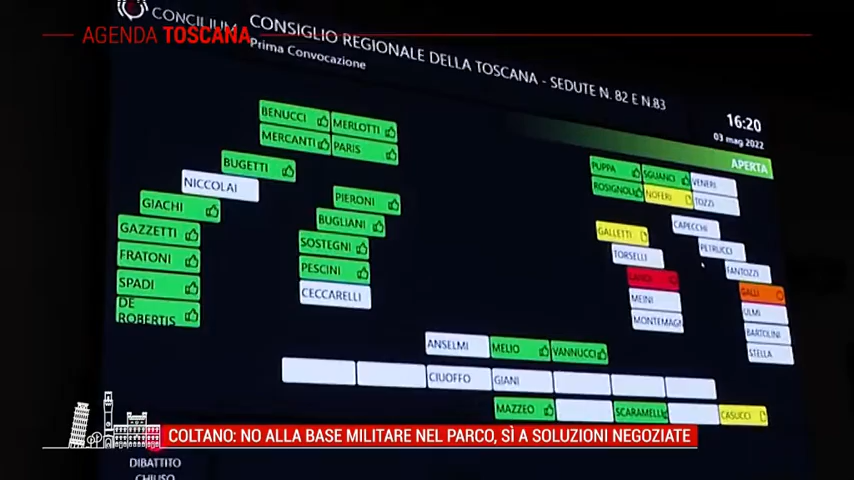 CONCILIUM
AGENDA TOSCANA
CONSIGLIO REGIONALE DELLA TOSCANA - SEDUTE N. 82 E N.83
Prima Convocazione
16:20
03 mag 2022
APERTA
BENUCCI MERLOTTI
MERCANTI PARIS
BUGETTI
NICCOLAI
GIACHI
GAZZETTI
FRATONI
SPADI
DE ROBERTIS
PIERONI
BUGLIANI
SOSTEGNI
PESCINI
CECCARELLI
PUPPA SGUANCI VENERI
ROSIGNOLI NOFERI TOZZI
GALLETTI
TORSELLI
LANDI
MEINI
MONTEMAGNI
CAPECCHI
PETRUCCI
FANTOZZI
GALLI
ULMI
BARTOLINI
STELLA
ANSELMI MELIO VANNUCCI
CIUOFFO GIANI
MAZZEO SCARAMELLI CASUCCI
COLTANO: NO ALLA BASE MILITARE NEL PARCO, SÌ A SOLUZIONI NEGOZIATE
DIBATTITO
CHIUSO